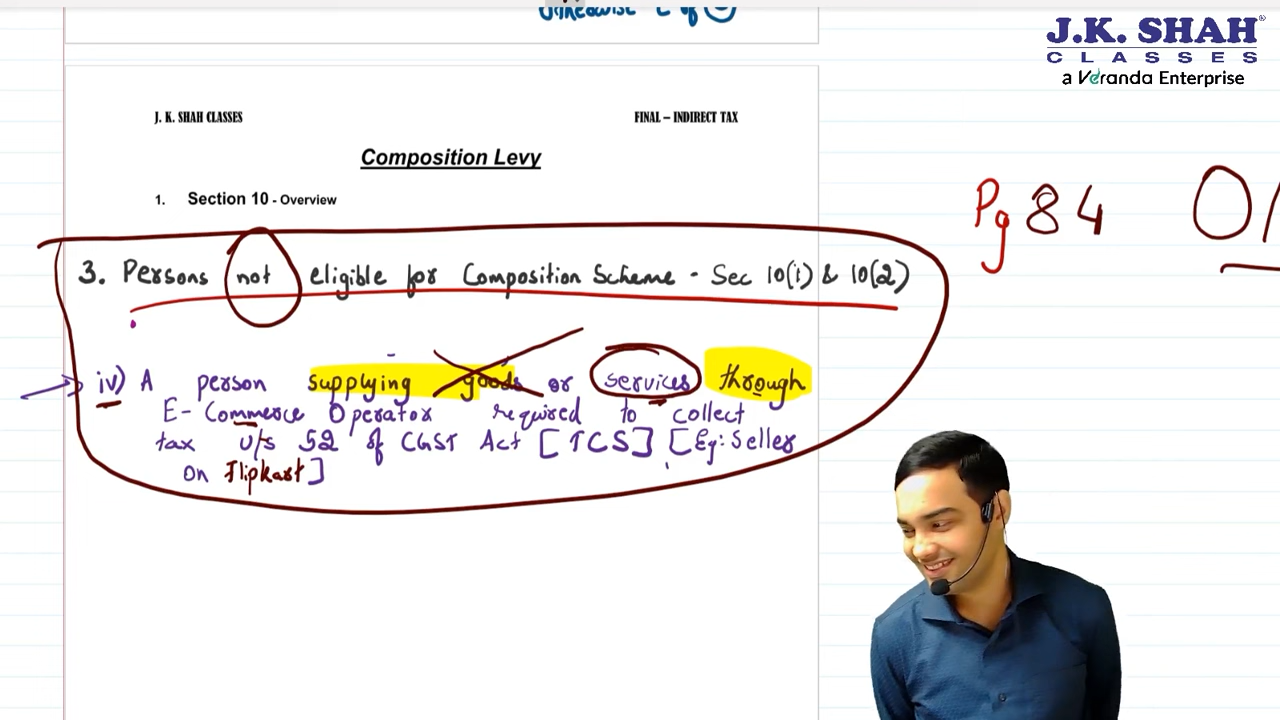 J.K. SHAH®
CLASSES
a Veranda Enterprise
J. K. SHAH CLASSES
FINAL – INDIRECT TAX
Composition Levy
1. Section 10 - Overview
Pg 84
3. Persons not eligible for Composition Scheme - Sec 10(1) & 10(2)
iv) A person supplying goods or services through
E-Commerce Operator required to collect
tax u/s 52 of CGST Act [TCS] [Eg: Seller
on Flipkart]